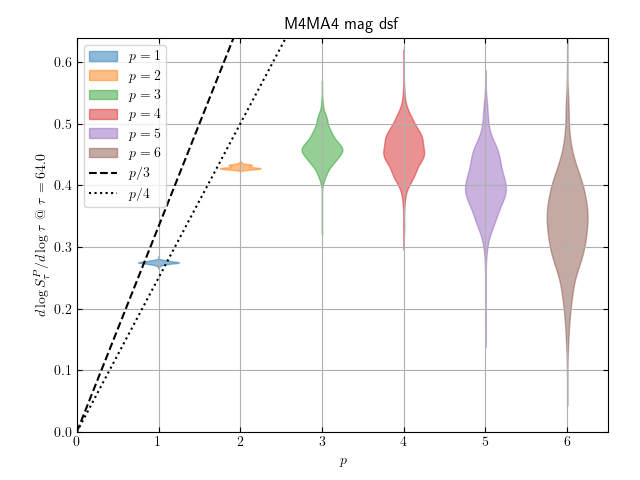 M4MA4 mag dsf
0.6
0.5
0.4
0.3
0.2
0.1
0.0
d log S_τ^P / d log τ @ τ = 64.0
p = 1
p = 2
p = 3
p = 4
p = 5
p = 6
p/3
p/4
0 1 2 3 4 5 6
p